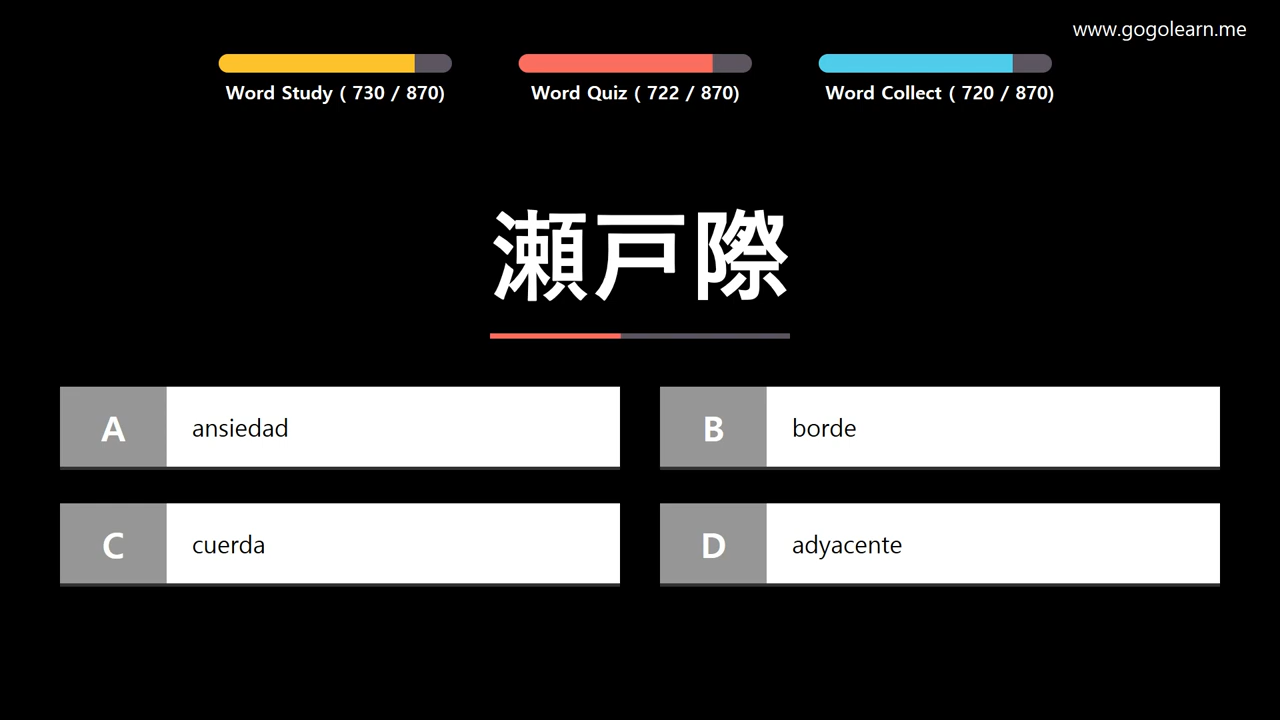 www.gogolearn.me
Word Study ( 730 / 870)
Word Quiz ( 722 / 870)
Word Collect ( 720 / 870)
瀬戸際
A ansiedad
B borde
C cuerda
D adyacente